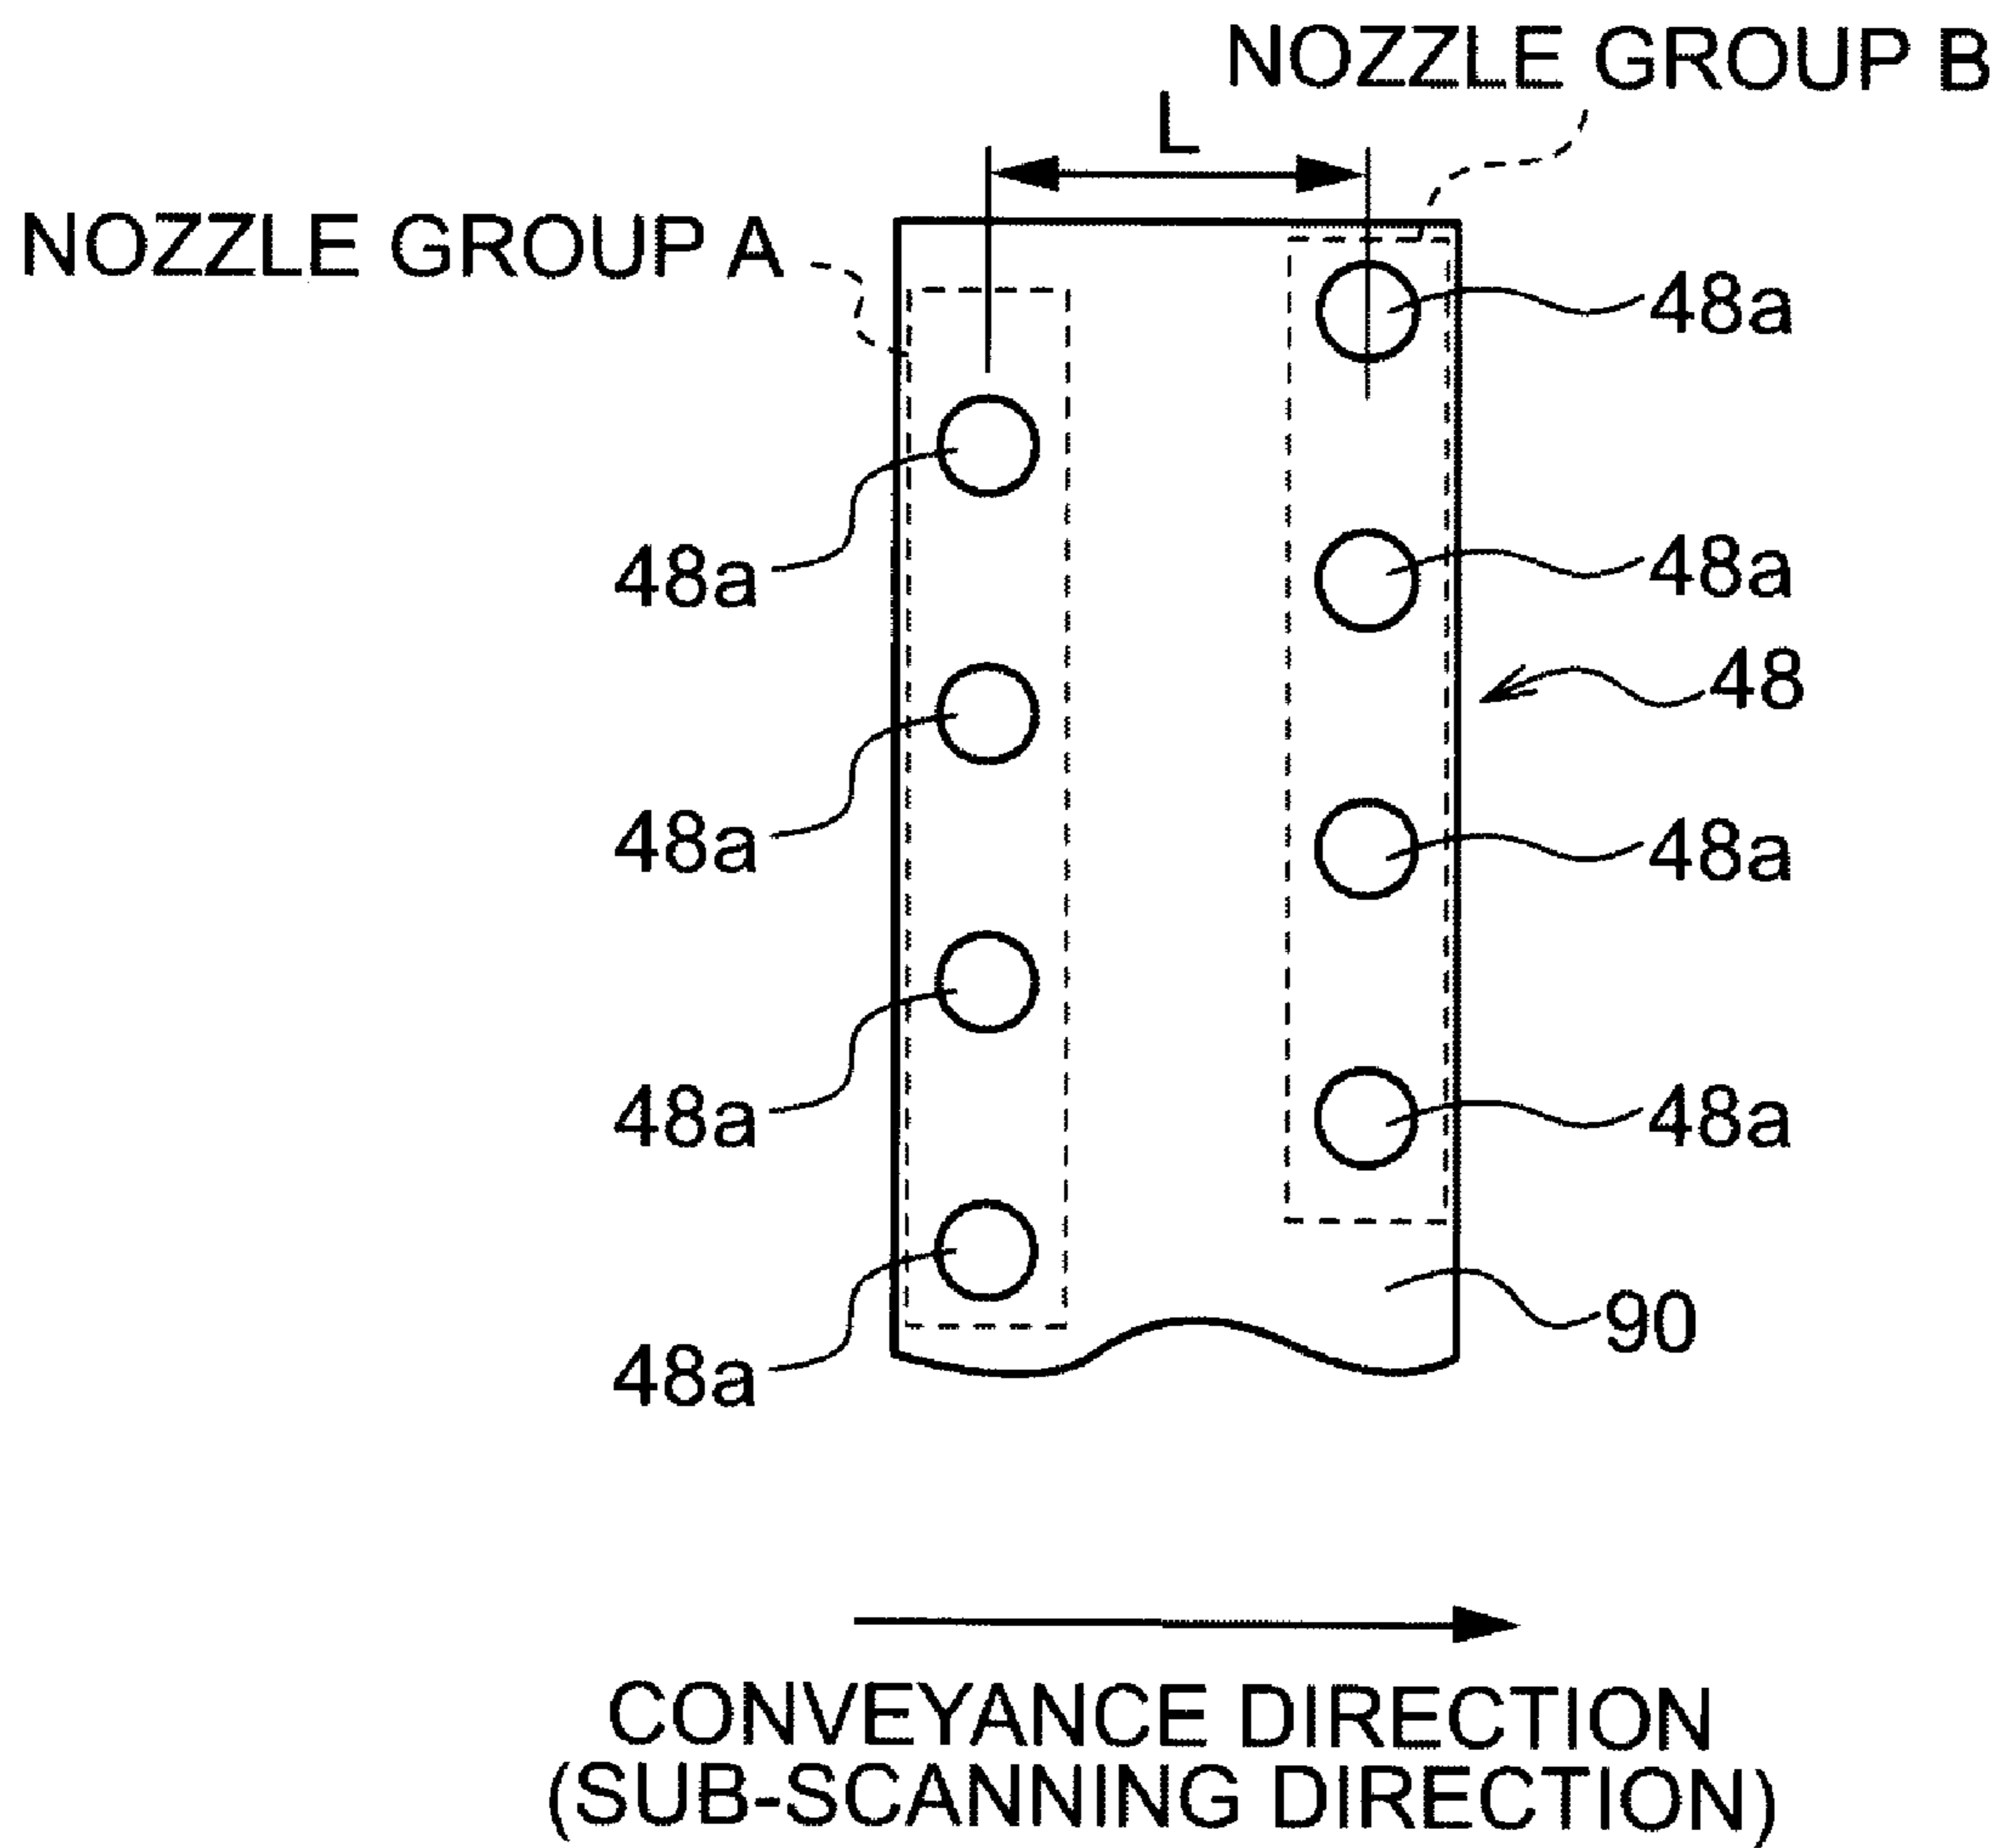 NOZZLE GROUP B
L
NOZZLE GROUP A
48a
48a
48a
48
48a
48a
48a
48a
48a
90
48a
CONVEYANCE DIRECTION
(SUB-SCANNING DIRECTION)